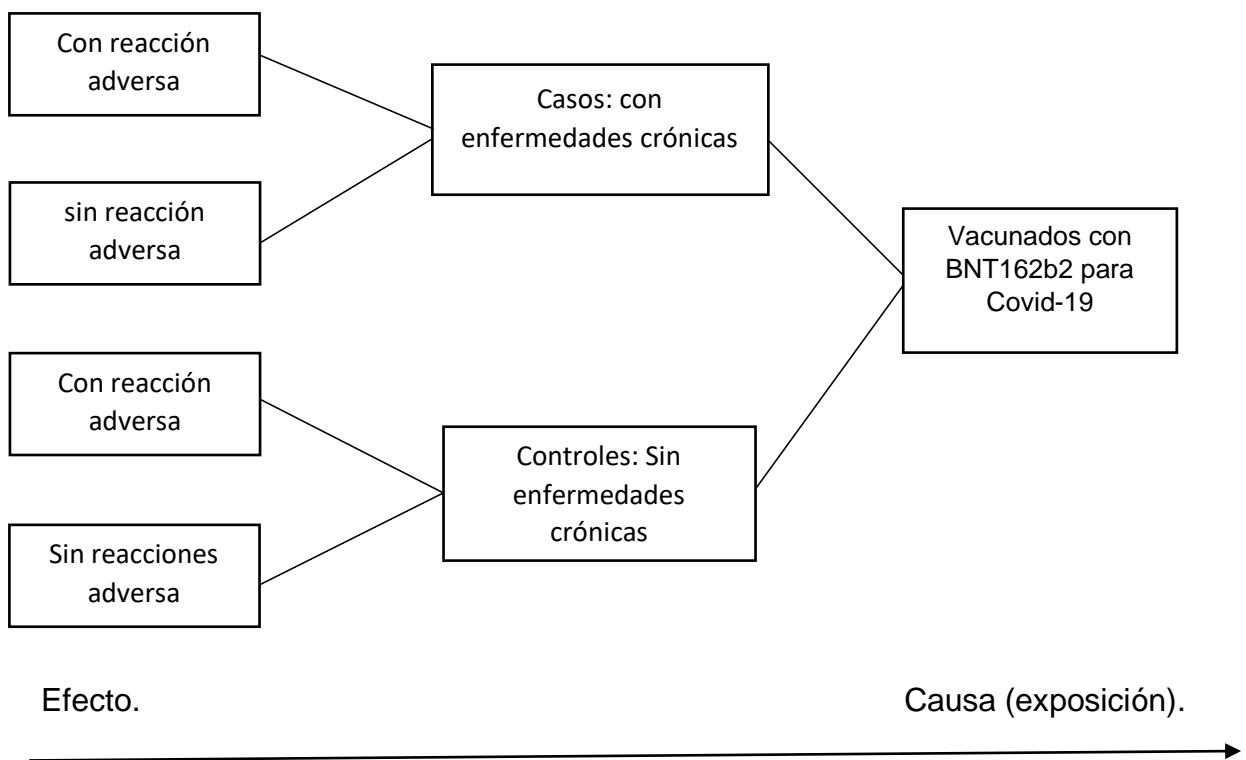 Con reacción
adversa
sin reacción
adversa
Con reacción
adversa
Sin reacciones
adversa
Casos: con
enfermedades crónicas
Controles: Sin
enfermedades
crónicas
Vacunados con
BNT162b2 para
Covid-19
Efecto.
Causa (exposición).